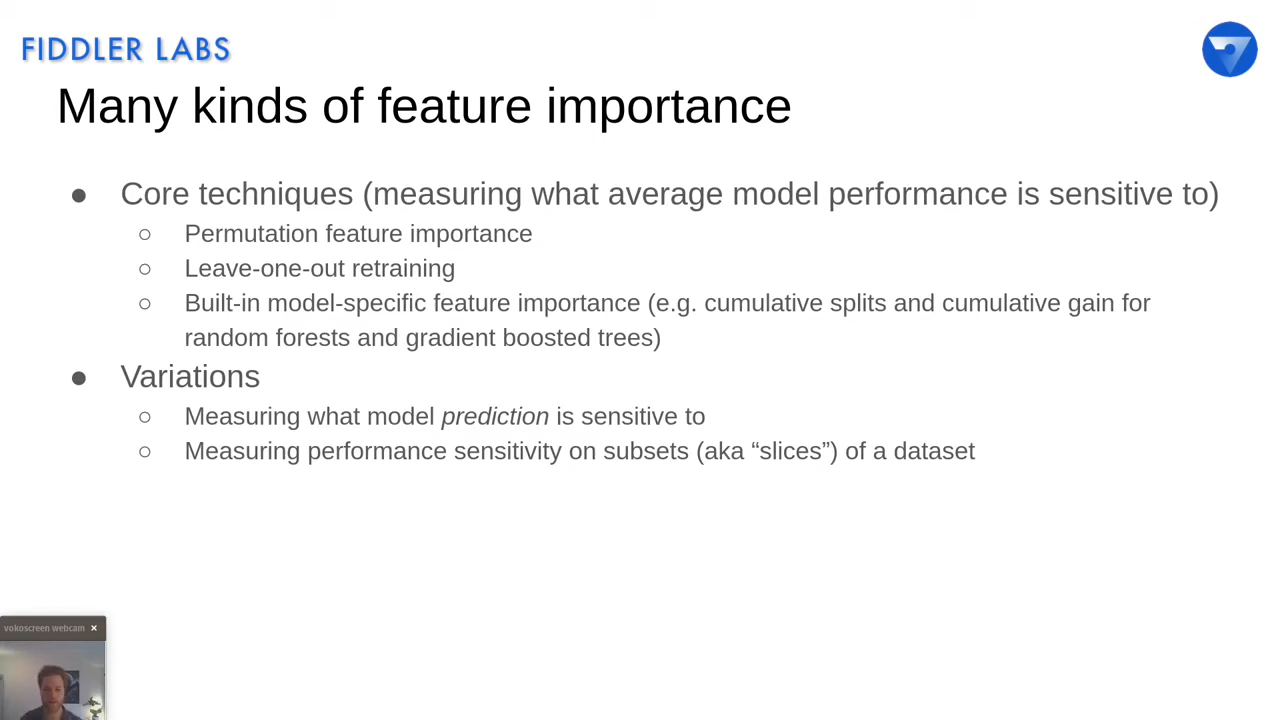 FIDDLER LABS
Many kinds of feature importance
● Core techniques (measuring what average model performance is sensitive to)
○ Permutation feature importance
○ Leave-one-out retraining
○ Built-in model-specific feature importance (e.g. cumulative splits and cumulative gain for
random forests and gradient boosted trees)
● Variations
○ Measuring what model prediction is sensitive to
○ Measuring performance sensitivity on subsets (aka “slices”) of a dataset
vokoscreen webcam ×